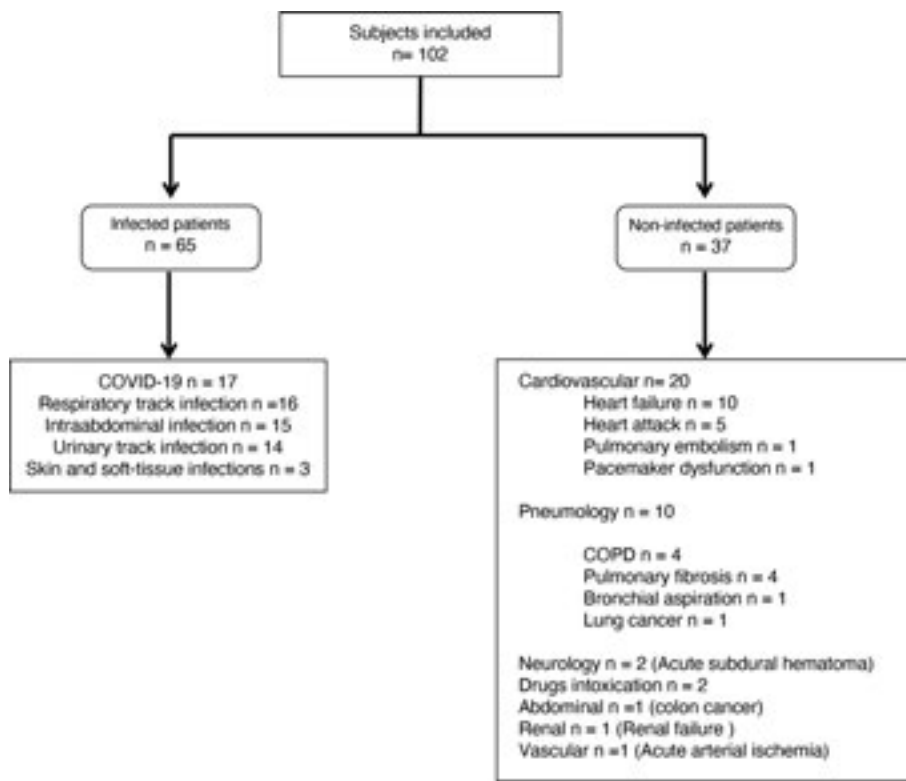 Subjects included
n= 102
Infected patients
n = 65
Non-infected patients
n = 37
COVID-19 n = 17
Respiratory track infection n =16
Intraabdominal infection n = 15
Urinary track infection n = 14
Skin and soft-tissue infections n = 3
Cardiovascular n= 20
Heart failure n = 10
Heart attack n = 5
Pulmonary embolism n = 1
Pacemaker dysfunction n = 1
Pneumology n = 10
COPD n = 4
Pulmonary fibrosis n = 4
Bronchial aspiration n = 1
Lung cancer n = 1
Neurology n = 2 (Acute subdural hematoma)
Drugs intoxication n = 2
Abdominal n =1 (colon cancer)
Renal n = 1 (Renal failure )
Vascular n =1 (Acute arterial ischemia)